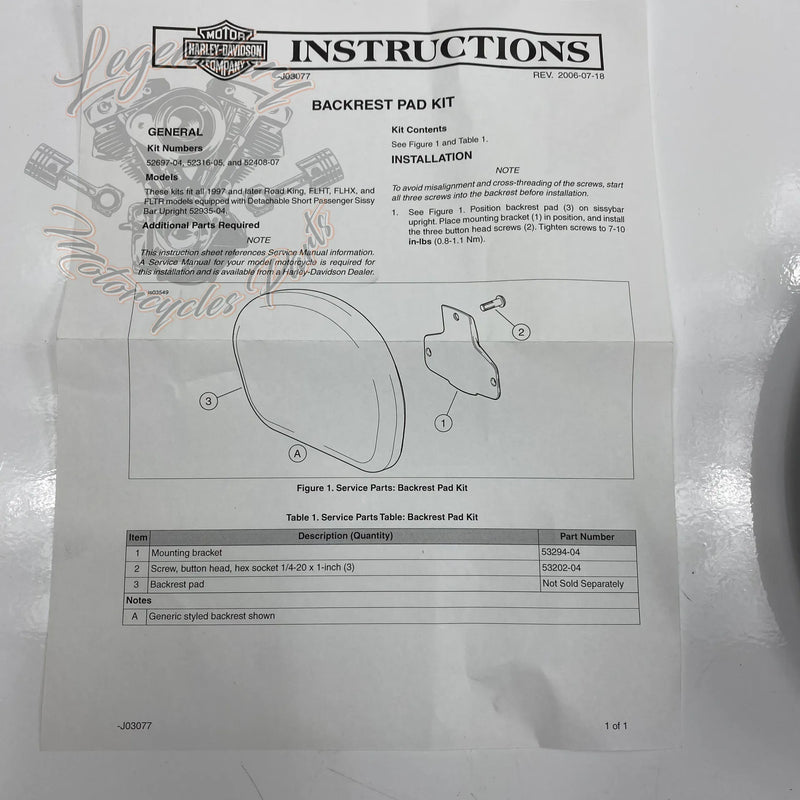 MOTOR
HARLEY-DAVIDSON
COMPANY
INSTRUCTIONS
-J03077
REV. 2006-07-18
Legendary
Motorcycles Parts
BACKREST PAD KIT
GENERAL
Kit Numbers
52697-04, 52316-05, and 52408-07
Models
These kits fit all 1997 and later Road King, FLHT, FLHX, and
FLTR models equipped with Detachable Short Passenger Sissy
Bar Upright 52935-04.
Additional Parts Required
NOTE
This instruction sheet references Service Manual information.
A Service Manual for your model motorcycle is required for
this installation and is available from a Harley-Davidson Dealer.
Kit Contents
See Figure 1 and Table 1.
INSTALLATION
NOTE
To avoid misalignment and cross-threading of the screws, start
all three screws into the backrest before installation.
1. See Figure 1. Position backrest pad (3) on sissybar
upright. Place mounting bracket (1) in position, and install
the three button head screws (2). Tighten screws to 7-10
in-lbs (0.8-1.1 Nm).
is03549
2
3
1
A
Figure 1. Service Parts: Backrest Pad Kit
Table 1. Service Parts Table: Backrest Pad Kit
Item Description (Quantity) Part Number
1 Mounting bracket 53294-04
2 Screw, button head, hex socket 1/4-20 x 1-inch (3) 53202-04
3 Backrest pad Not Sold Separately
Notes
A Generic styled backrest shown
-J03077
1 of 1